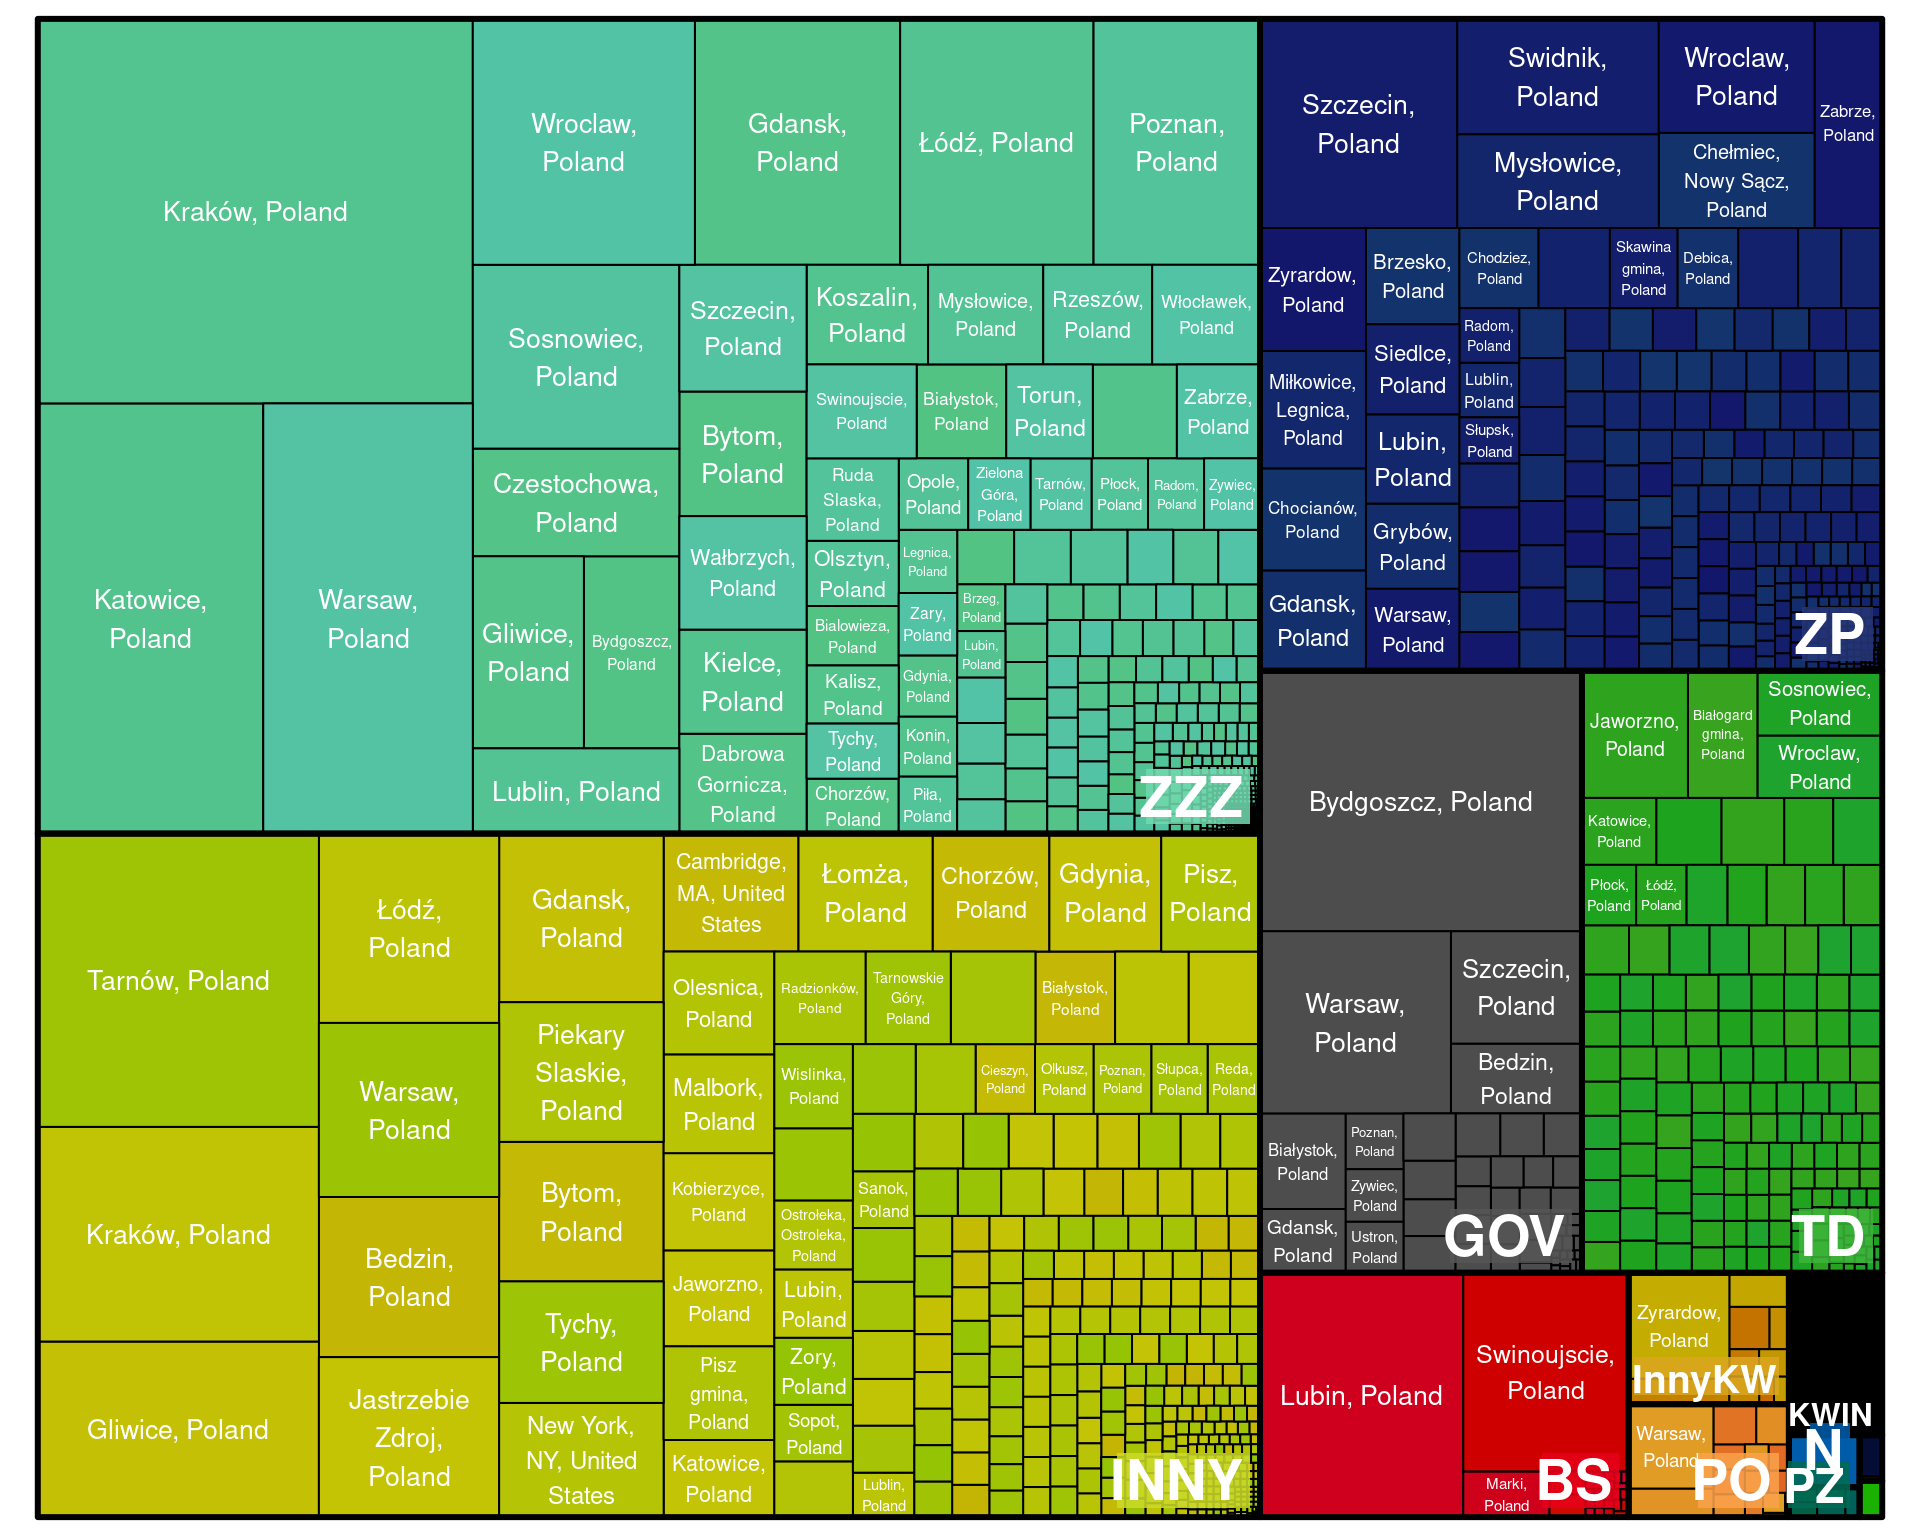 Kraków, Poland
Katowice,
Poland
Warsaw,
Poland
Wroclaw,
Poland
Gdansk,
Poland
Łódź, Poland
Poznan,
Poland
Sosnowiec,
Poland
Czestochowa,
Poland
Gliwice,
Poland
Bydgoszcz,
Poland
Lublin, Poland
Szczecin,
Poland
Bytom,
Poland
Wałbrzych,
Poland
Kielce,
Poland
Dabrowa
Gornicza,
Poland
Koszalin,
Poland
Mysłowice,
Poland
Rzeszów,
Poland
Włocławek,
Poland
Swinoujscie,
Poland
Białystok,
Poland
Torun,
Poland
Zabrze,
Poland
Ruda
Slaska,
Poland
Olsztyn,
Poland
Bialowieza,
Poland
Kalisz,
Poland
Tychy,
Poland
Chorzów,
Poland
Opole,
Poland
Zielona
Góra,
Poland
Tarnów,
Poland
Płock,
Poland
Radom,
Poland
Zywiec,
Poland
Legnica,
Poland
Zary,
Poland
Gdynia,
Poland
Konin,
Poland
Piła,
Poland
Brzeg,
Poland
Lubin,
Poland
ZZZ
Szczecin,
Poland
Swidnik,
Poland
Mysłowice,
Poland
Wroclaw,
Poland
Chełmiec,
Nowy Sącz,
Poland
Zabrze,
Poland
Zyrardow,
Poland
Miłkowice,
Legnica,
Poland
Chocianów,
Poland
Gdansk,
Poland
Brzesko,
Poland
Siedlce,
Poland
Lubin,
Poland
Grybów,
Poland
Warsaw,
Poland
Chodziez,
Poland
Skawina
gmina,
Poland
Debica,
Poland
Radom,
Poland
Lublin,
Poland
Słupsk,
Poland
ZP
Tarnów, Poland
Kraków, Poland
Gliwice, Poland
Łódź,
Poland
Warsaw,
Poland
Bedzin,
Poland
Jastrzebie
Zdroj,
Poland
Gdansk,
Poland
Piekary
Slaskie,
Poland
Bytom,
Poland
Tychy,
Poland
New York,
NY, United
States
Cambridge,
MA, United
States
Łomża,
Poland
Chorzów,
Poland
Gdynia,
Poland
Pisz,
Poland
Olesnica,
Poland
Malbork,
Poland
Kobierzyce,
Poland
Jaworzno,
Poland
Pisz
gmina,
Poland
Katowice,
Poland
Radzionków,
Poland
Tarnowskie
Góry,
Poland
Białystok,
Poland
Wislinka,
Poland
Ostrołeka,
Ostroleka,
Poland
Lubin,
Poland
Zory,
Poland
Sopot,
Poland
Cieszyn,
Poland
Olkusz,
Poland
Poznan,
Poland
Słupca,
Poland
Reda,
Poland
Sanok,
Poland
Lublin,
Poland
INNY
Bydgoszcz, Poland
Warsaw,
Poland
Szczecin,
Poland
Bedzin,
Poland
Białystok,
Poland
Gdansk,
Poland
Poznan,
Poland
Zywiec,
Poland
Ustron,
Poland
GOV
Jaworzno,
Poland
Białogard
gmina,
Poland
Sosnowiec,
Poland
Wroclaw,
Poland
Katowice,
Poland
Płock,
Poland
Łódź,
Poland
TD
Lubin, Poland
Swinoujscie,
Poland
Marki,
Poland
BS
Zyrardow,
Poland
InnyKW
Warsaw,
Poland
PO
KWIN
N
PZ